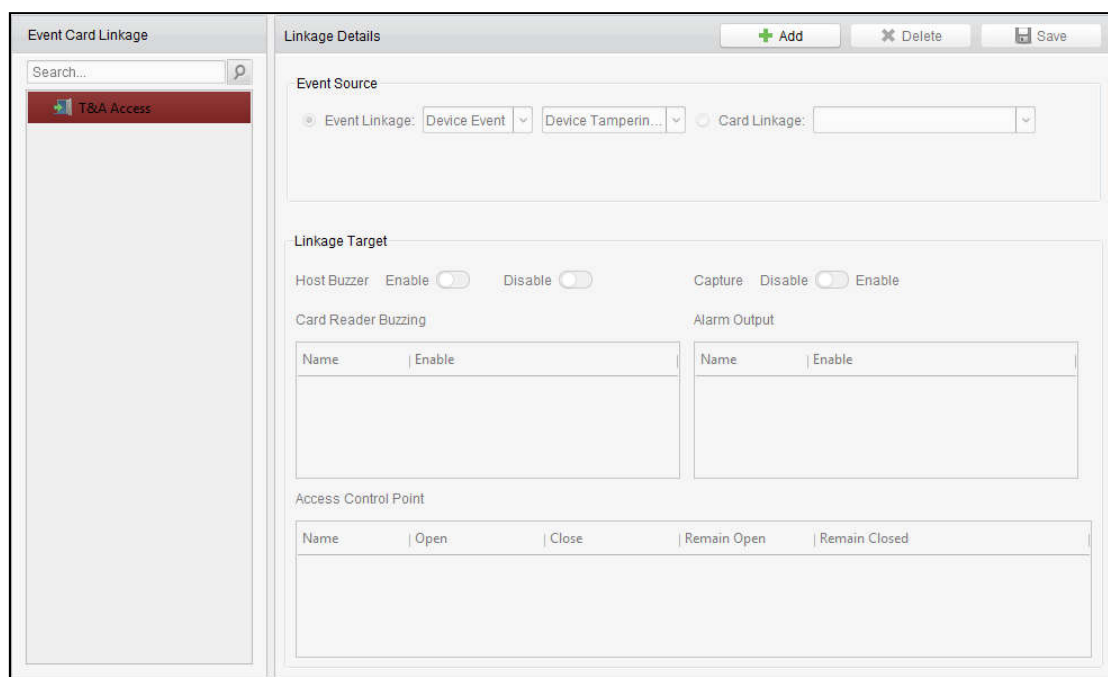 Event Card Linkage
Search...
T&A Access
Linkage Details
Add
Delete
Save
Event Source
Event Linkage: Device Event Device Tamperin... Card Linkage:
Linkage Target
Host Buzzer Enable Disable
Capture Disable Enable
Card Reader Buzzing
Name Enable
Alarm Output
Name Enable
Access Control Point
Name Open Close Remain Open Remain Closed